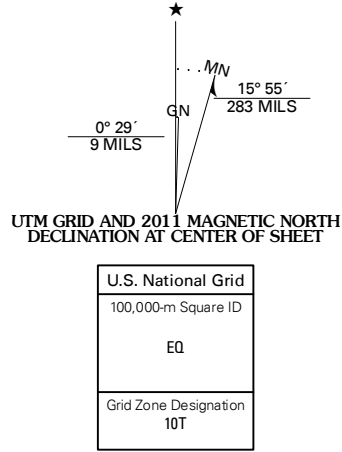 ★
MN
15° 55´
283 MILS
GN
0° 29´
9 MILS
UTM GRID AND 2011 MAGNETIC NORTH
DECLINATION AT CENTER OF SHEET
U.S. National Grid
100,000-m Square ID
EQ
Grid Zone Designation
10T